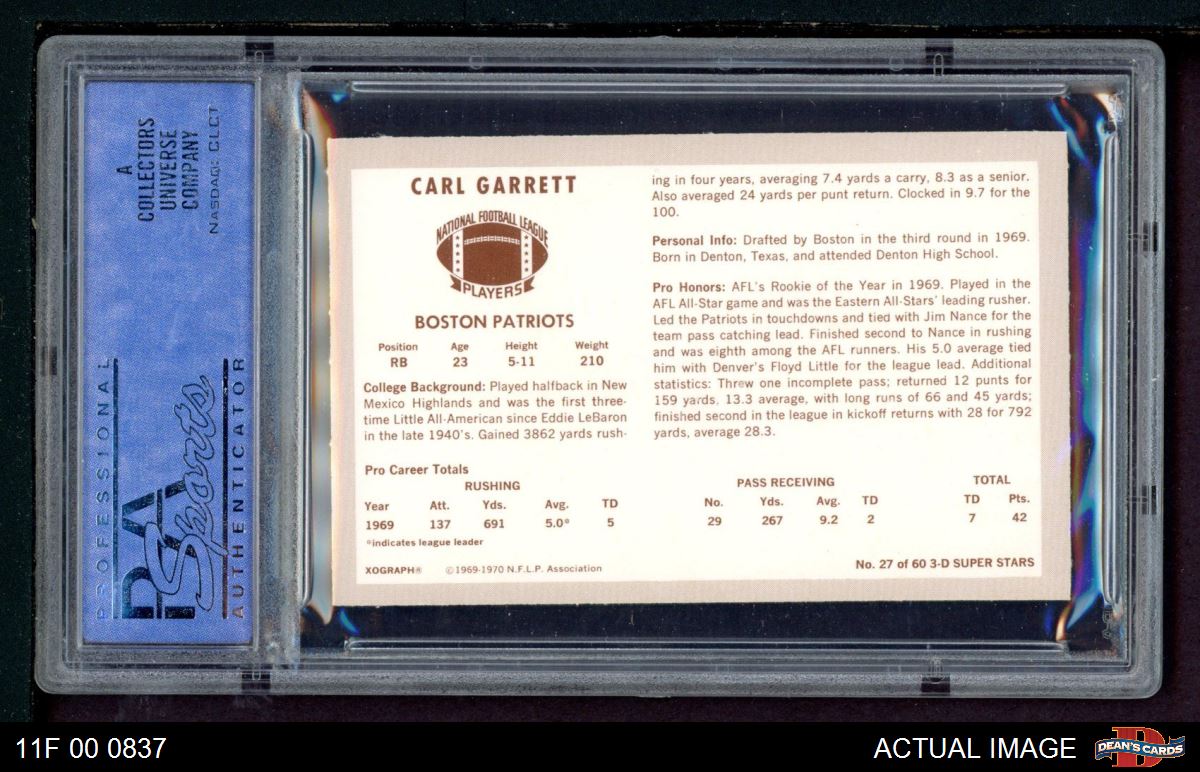 A
COLLECTORS
UNIVERSE
COMPANY
NASDAQ: CLCT
PROFESSIONAL
PSA
Sports
AUTHENTICATOR
CARL GARRETT
NATIONAL FOOTBALL LEAGUE
PLAYERS
BOSTON PATRIOTS
Position Age Height Weight
RB 23 5-11 210
College Background: Played halfback in New
Mexico Highlands and was the first three-
time Little All-American since Eddie LeBaron
in the late 1940's. Gained 3862 yards rush-
ing in four years, averaging 7.4 yards a carry, 8.3 as a senior.
Also averaged 24 yards per punt return. Clocked in 9.7 for the
100.
Personal Info: Drafted by Boston in the third round in 1969.
Born in Denton, Texas, and attended Denton High School.
Pro Honors: AFL's Rookie of the Year in 1969. Played in the
AFL All-Star game and was the Eastern All-Stars' leading rusher.
Led the Patriots in touchdowns and tied with Jim Nance for the
team pass catching lead. Finished second to Nance in rushing
and was eighth among the AFL runners. His 5.0 average tied
him with Denver's Floyd Little for the league lead. Additional
statistics: Threw one incomplete pass; returned 12 punts for
159 yards, 13.3 average, with long runs of 66 and 45 yards;
finished second in the league in kickoff returns with 28 for 792
yards, average 28.3.
Pro Career Totals
RUSHING PASS RECEIVING TOTAL
Year Att. Yds. Avg. TD No. Yds. Avg. TD TD Pts.
1969 137 691 5.0* 5 29 267 9.2 2 7 42
*indicates league leader
XOGRAPH® ©1969-1970 N.F.L.P. Association No. 27 of 60 3-D SUPER STARS
11F 00 0837 ACTUAL IMAGE DEAN'S CARDS